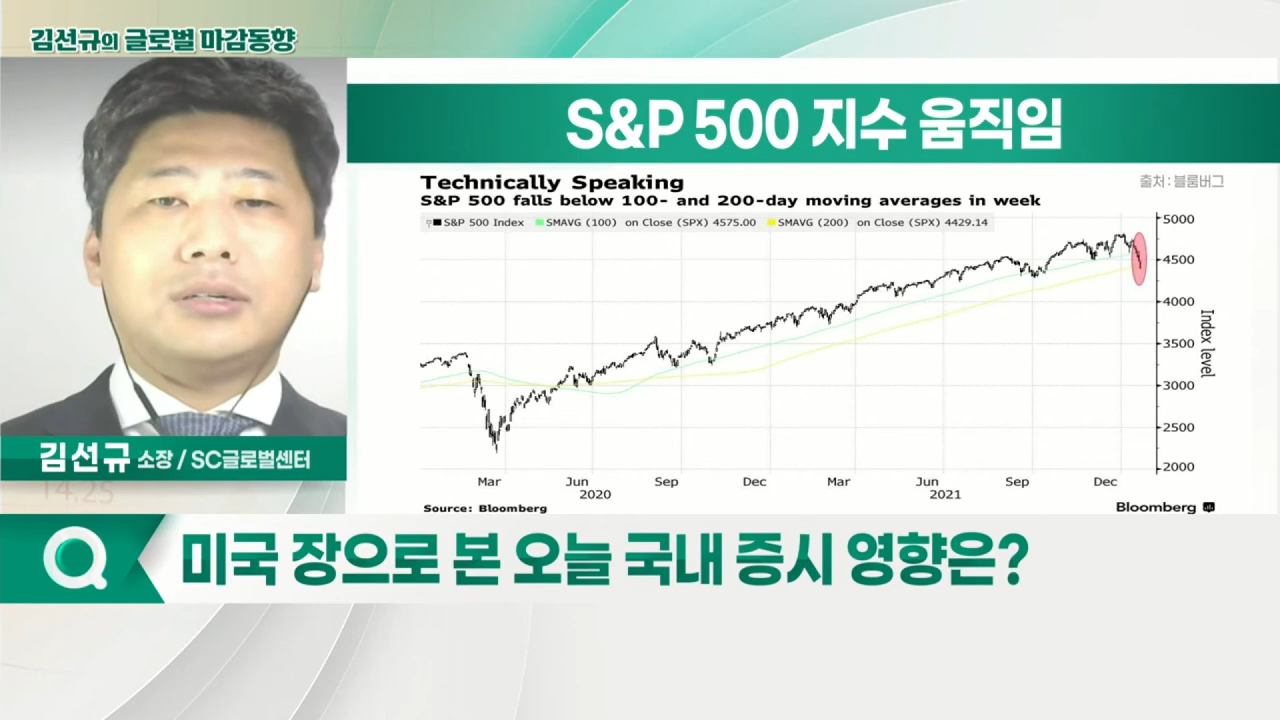 김선규의 글로벌 마감동향
S&P 500 지수 움직임
Technically Speaking
출처 : 블룸버그
S&P 500 falls below 100- and 200-day moving averages in week
S&P 500 Index SMAVG (100) on Close (SPX) 4575.00 SMAVG (200) on Close (SPX) 4429.14
5000
4500
4000
3500
3000
2500
2000
Index level
Mar Jun Sep Dec Mar Jun Sep Dec
2020 2021
Source: Bloomberg
Bloomberg
김선규 소장 / SC글로벌센터
14.25
Q 미국 장으로 본 오늘 국내 증시 영향은?